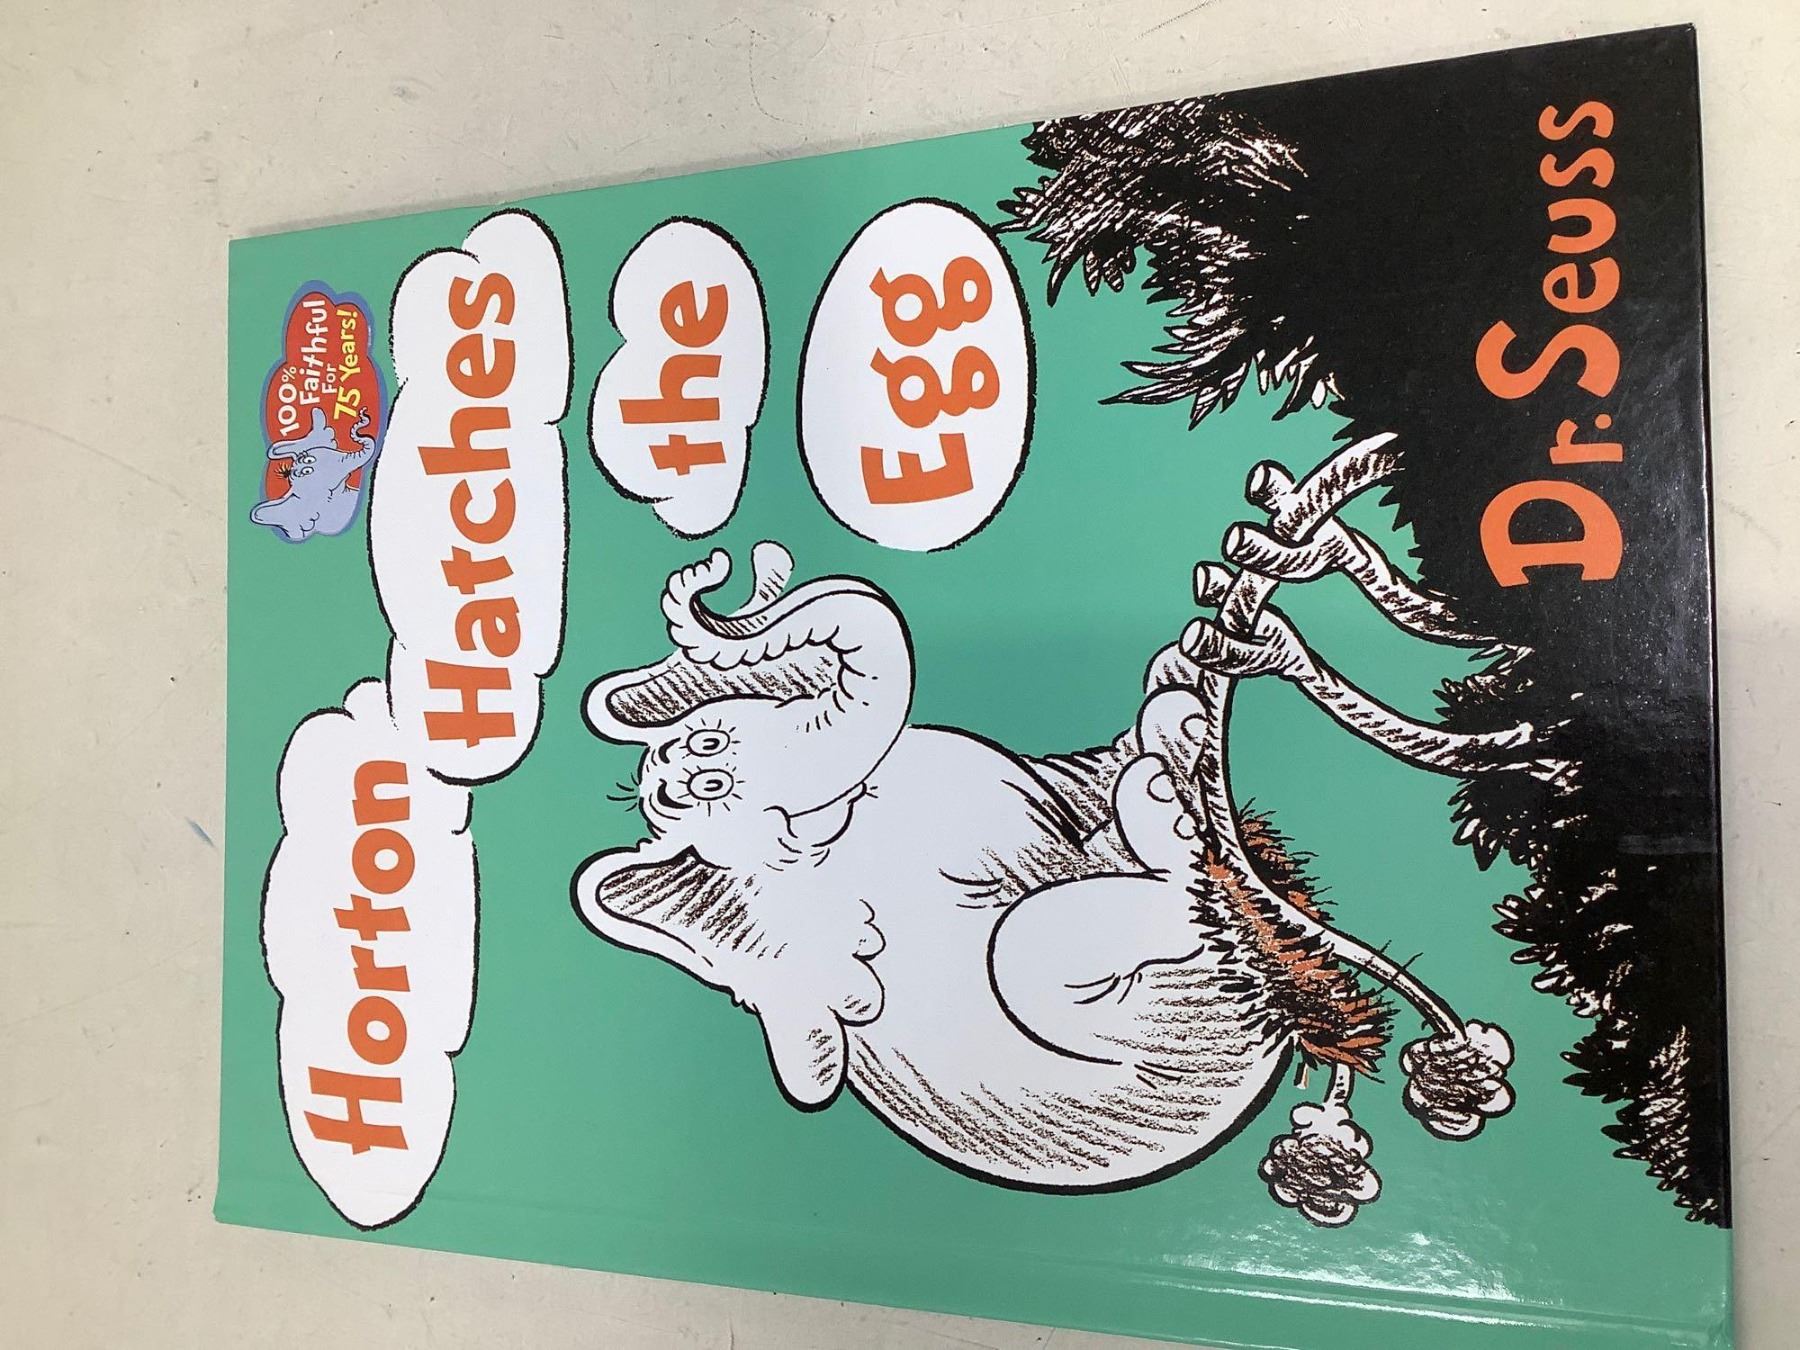 100%
Faithful
For
75 Years!
Horton
Hatches
the
Egg
Dr. Seuss